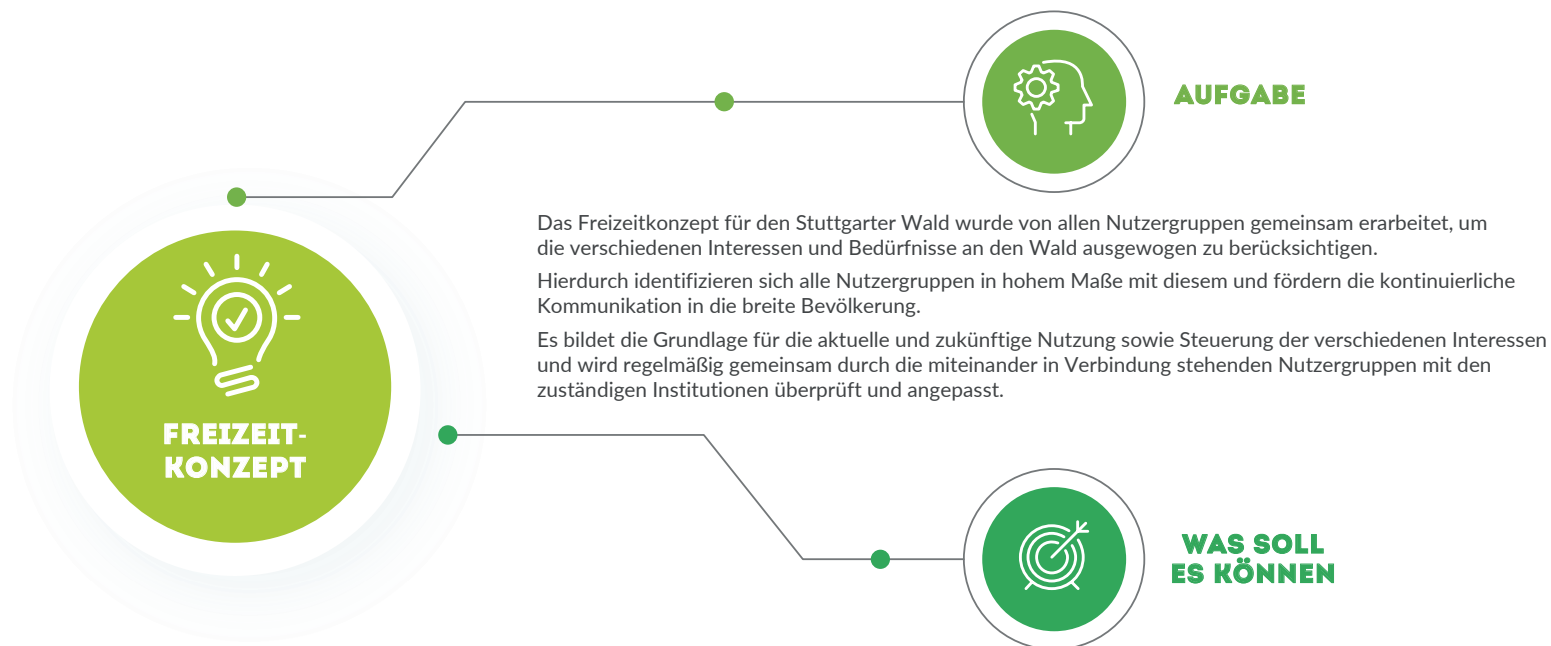 AUFGABE
Das Freizeitkonzept für den Stuttgarter Wald wurde von allen Nutzergruppen gemeinsam erarbeitet, um
die verschiedenen Interessen und Bedürfnisse an den Wald ausgewogen zu berücksichtigen.
Hierdurch identifizieren sich alle Nutzergruppen in hohem Maße mit diesem und fördern die kontinuierliche
Kommunikation in die breite Bevölkerung.
Es bildet die Grundlage für die aktuelle und zukünftige Nutzung sowie Steuerung der verschiedenen Interessen
und wird regelmäßig gemeinsam durch die miteinander in Verbindung stehenden Nutzergruppen mit den
zuständigen Institutionen überprüft und angepasst.
FREIZEIT-
KONZEPT
WAS SOLL
ES KÖNNEN